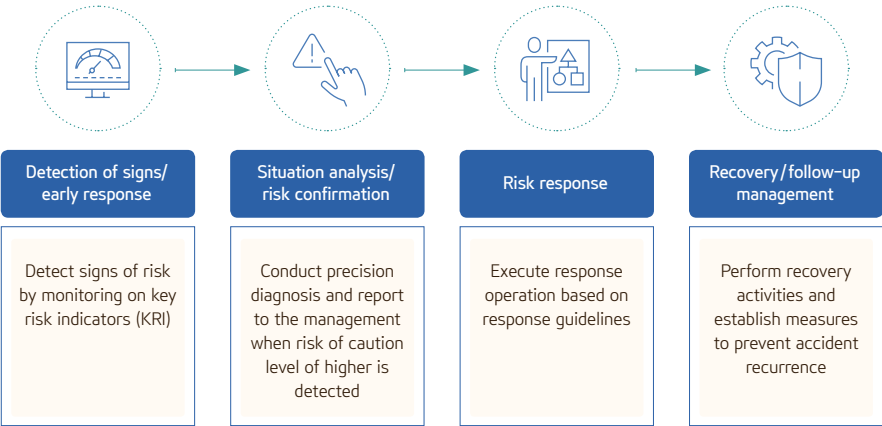 Detection of signs/
early response
Situation analysis/
risk confirmation
Risk response
Recovery/follow-up
management
Detect signs of risk
by monitoring on key
risk indicators (KRI)
Conduct precision
diagnosis and report
to the management
when risk of caution
level of higher is
detected
Execute response
operation based on
response guidelines
Perform recovery
activities and
establish measures
to prevent accident
recurrence